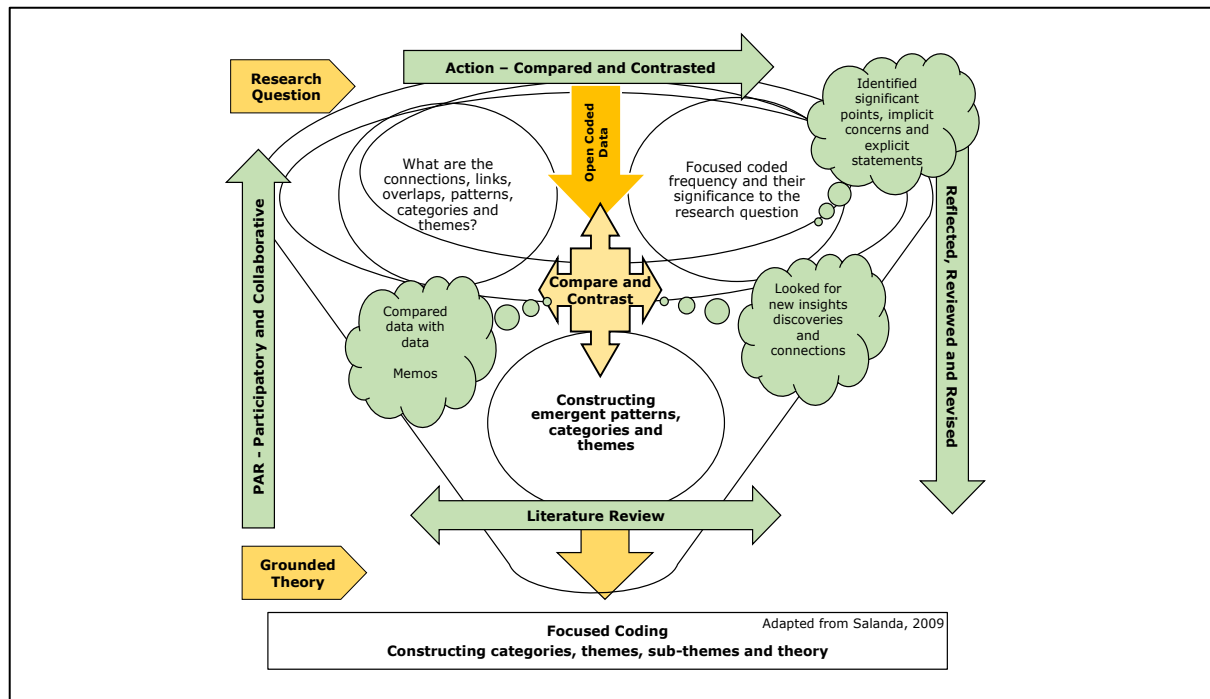 Action – Compared and Contrasted
Research
Question
Identified
significant
points, implicit
concerns and
explicit
statements
Open Coded
Data
What are the
connections, links,
overlaps, patterns,
categories and
themes?
Focused coded
frequency and their
significance to the
research question
PAR - Participatory and Collaborative
Reflected, Reviewed and Revised
Compare and
Contrast
Compared
data with
data
Memos
Looked for
new insights
discoveries
and
connections
Constructing
emergent patterns,
categories and
themes
Literature Review
Grounded
Theory
Adapted from Salanda, 2009
Focused Coding
Constructing categories, themes, sub-themes and theory